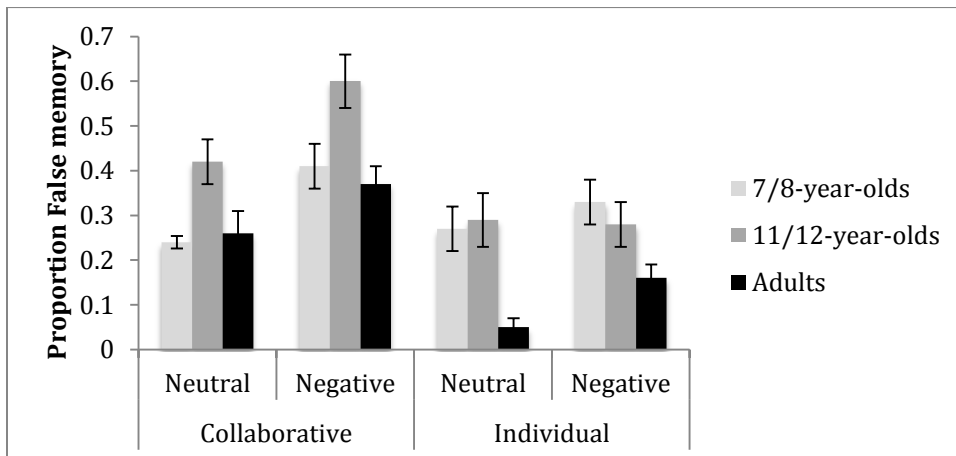 Proportion False memory
0.7
0.6
0.5
0.4
0.3
0.2
0.1
0
Neutral
Negative
Neutral
Negative
Collaborative
Individual
7/8-year-olds
11/12-year-olds
Adults